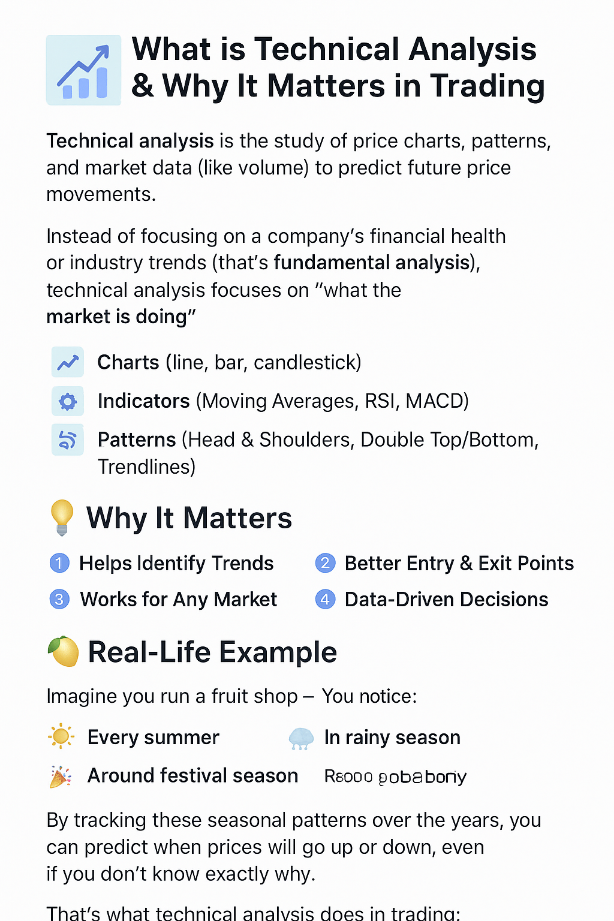 What is Technical Analysis
& Why It Matters in Trading
Technical analysis is the study of price charts, patterns,
and market data (like volume) to predict future price
movements.
Instead of focusing on a company's financial health
or industry trends (that's fundamental analysis),
technical analysis focuses on "what the
market is doing"
Charts (line, bar, candlestick)
Indicators (Moving Averages, RSI, MACD)
Patterns (Head & Shoulders, Double Top/Bottom,
Trendlines)
Why It Matters
1 Helps Identify Trends
2 Better Entry & Exit Points
3 Works for Any Market
4 Data-Driven Decisions
Real-Life Example
Imagine you run a fruit shop – You notice:
Every summer
In rainy season
Around festival season
By tracking these seasonal patterns over the years, you
can predict when prices will go up or down, even
if you don't know exactly why.
That's what technical analysis does in trading: